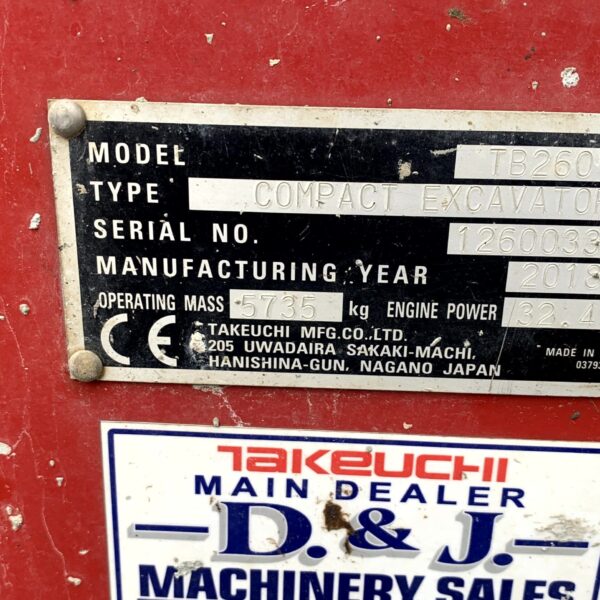 MODEL TB260
TYPE COMPACT EXCAVATOR
SERIAL NO. 1260033
MANUFACTURING YEAR 2013
OPERATING MASS 5735 kg ENGINE POWER 32.4
CE TAKEUCHI MFG.CO.LTD.
205 UWADAIRA SAKAKI-MACHI,
HANISHINA-GUN, NAGANO JAPAN
MADE IN
03793
TAKEUCHI
MAIN DEALER
D. & J.
MACHINERY SALES